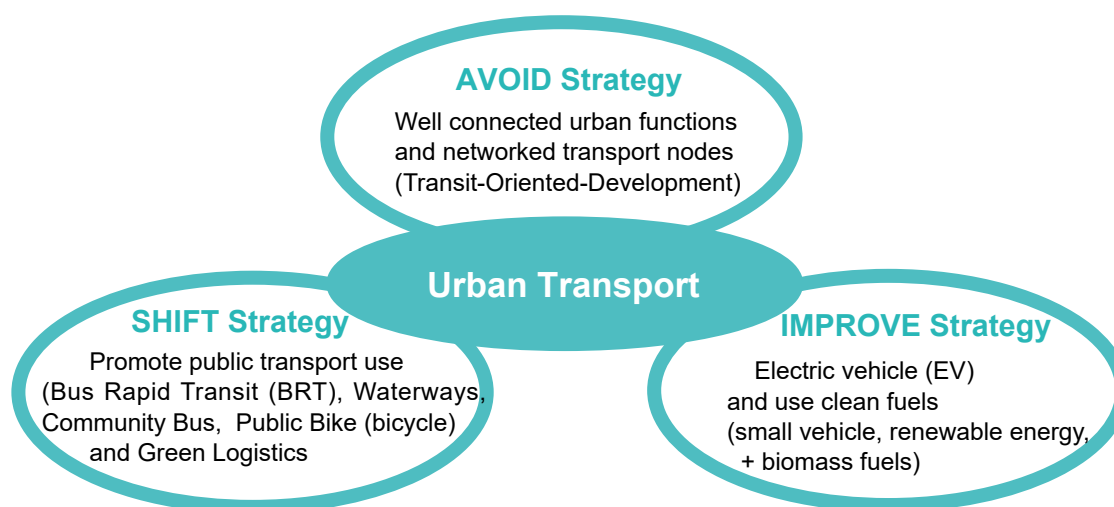 AVOID Strategy
Well connected urban functions
and networked transport nodes
(Transit-Oriented-Development)
Urban Transport
SHIFT Strategy
Promote public transport use
(Bus Rapid Transit (BRT), Waterways,
Community Bus, Public Bike (bicycle)
and Green Logistics
IMPROVE Strategy
Electric vehicle (EV)
and use clean fuels
(small vehicle, renewable energy,
+ biomass fuels)